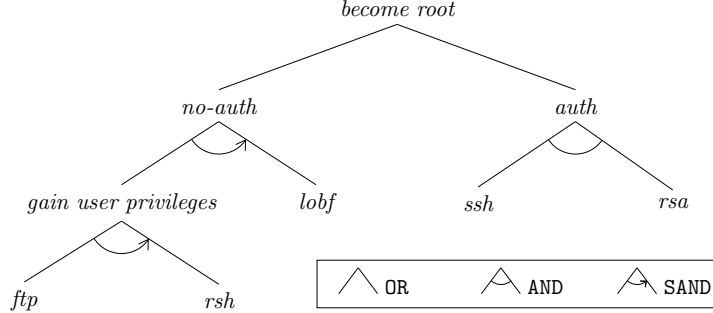 become root
no-auth auth
gain user privileges lobf ssh rsa
ftp rsh
OR AND SAND